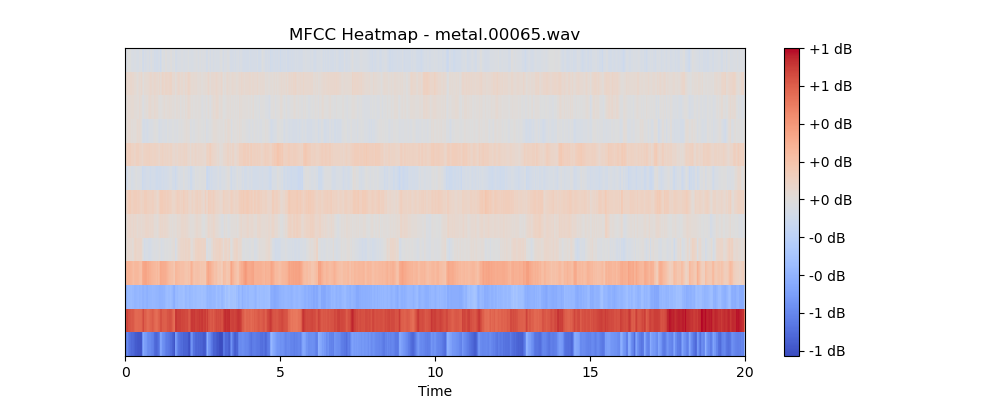 MFCC Heatmap - metal.00065.wav
+1 dB
+1 dB
+0 dB
+0 dB
+0 dB
-0 dB
-0 dB
-1 dB
-1 dB
0 5 10 15 20
Time